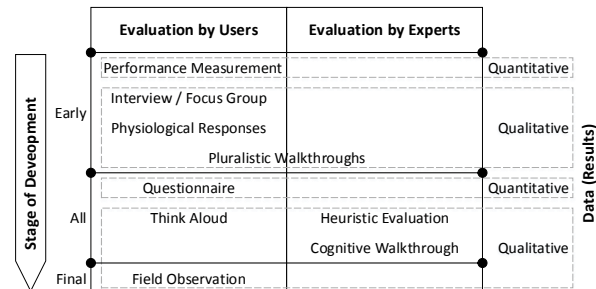 Evaluation by Users Evaluation by Experts
Performance Measurement Quantitative
Interview / Focus Group
Early
Physiological Responses Qualitative
Pluralistic Walkthroughs
Questionnaire Quantitative
All Think Aloud Heuristic Evaluation
Cognitive Walkthrough Qualitative
Final Field Observation
Stage of Deveopment
Data (Results)